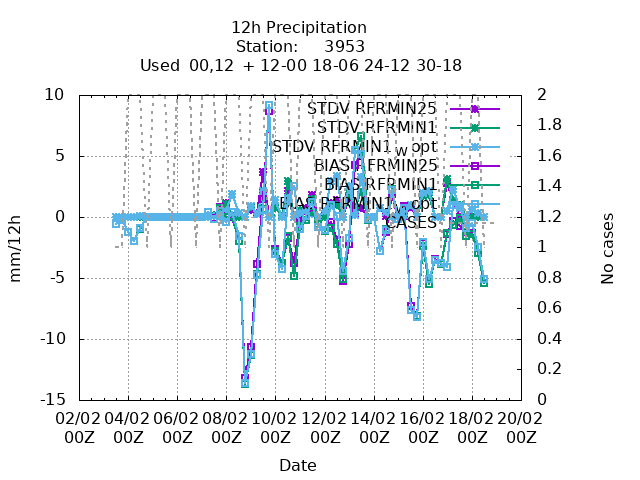 12h Precipitation
Station: 3953
Used 00,12 + 12-00 18-06 24-12 30-18
mm/12h
10
5
0
-5
-10
-15
No cases
2
1.8
1.6
1.4
1.2
1
0.8
0.6
0.4
0.2
0
STDV RFRMIN25
STDV RFRMIN1
STDV RFRMIN1_w_opt
BIAS RFRMIN25
BIAS RFRMIN1
BIAS RFRMIN1_w_opt
CASES
02/02 04/02 06/02 08/02 10/02 12/02 14/02 16/02 18/02 20/02
00Z 00Z 00Z 00Z 00Z 00Z 00Z 00Z 00Z 00Z
Date